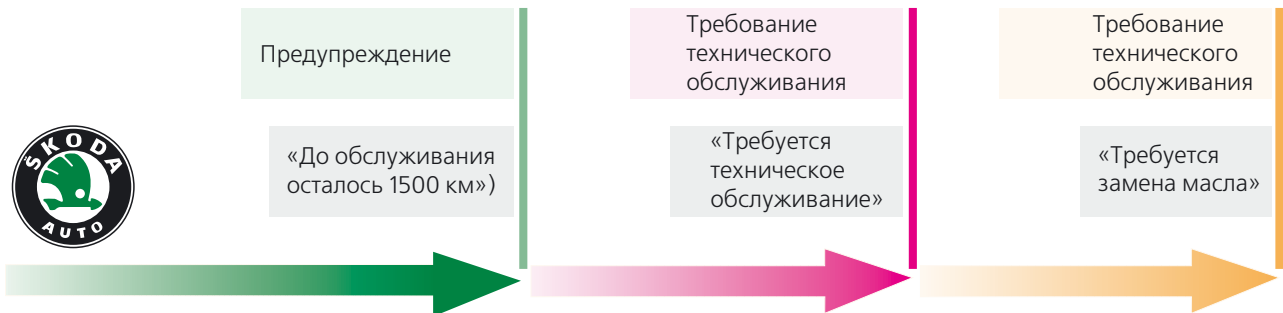 Предупреждение
«До обслуживания
осталось 1500 км»)
Требование
технического
обслуживания
«Требуется
техническое
обслуживание»
Требование
технического
обслуживания
«Требуется
замена масла»
ŠKODA
AUTO